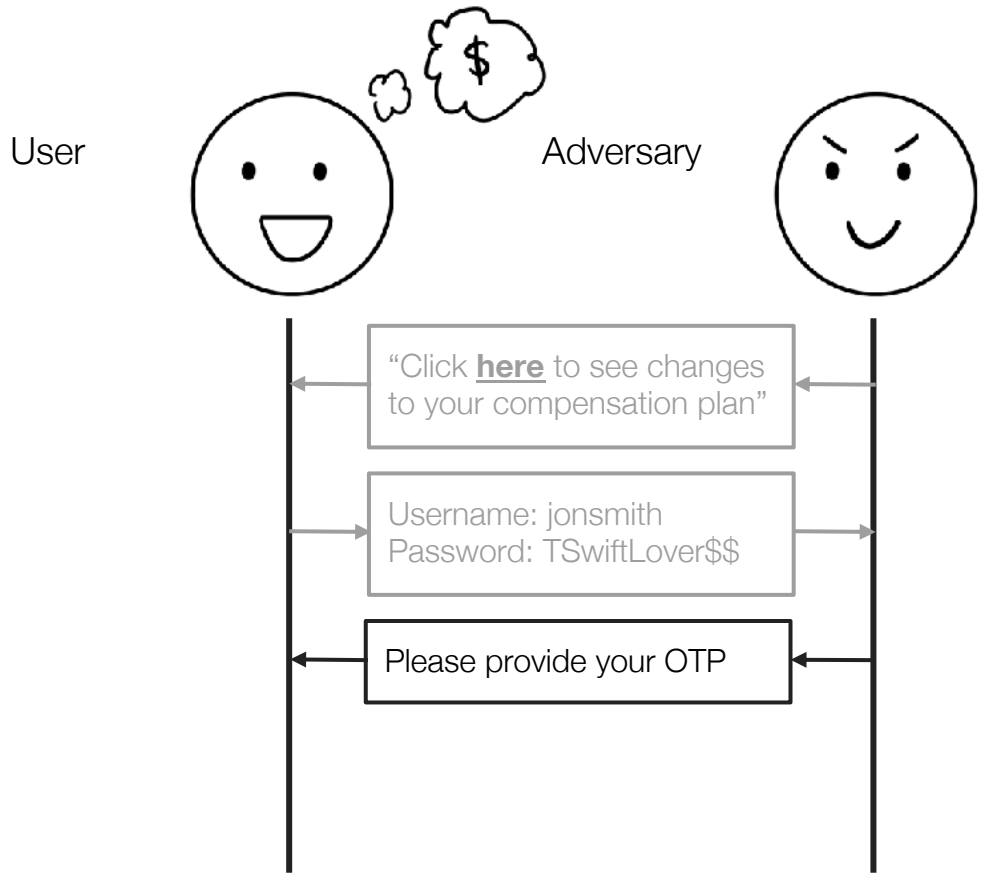 $
User
Adversary
“Click here to see changes
to your compensation plan”
Username: jonsmith
Password: TSwiftLover$$
Please provide your OTP